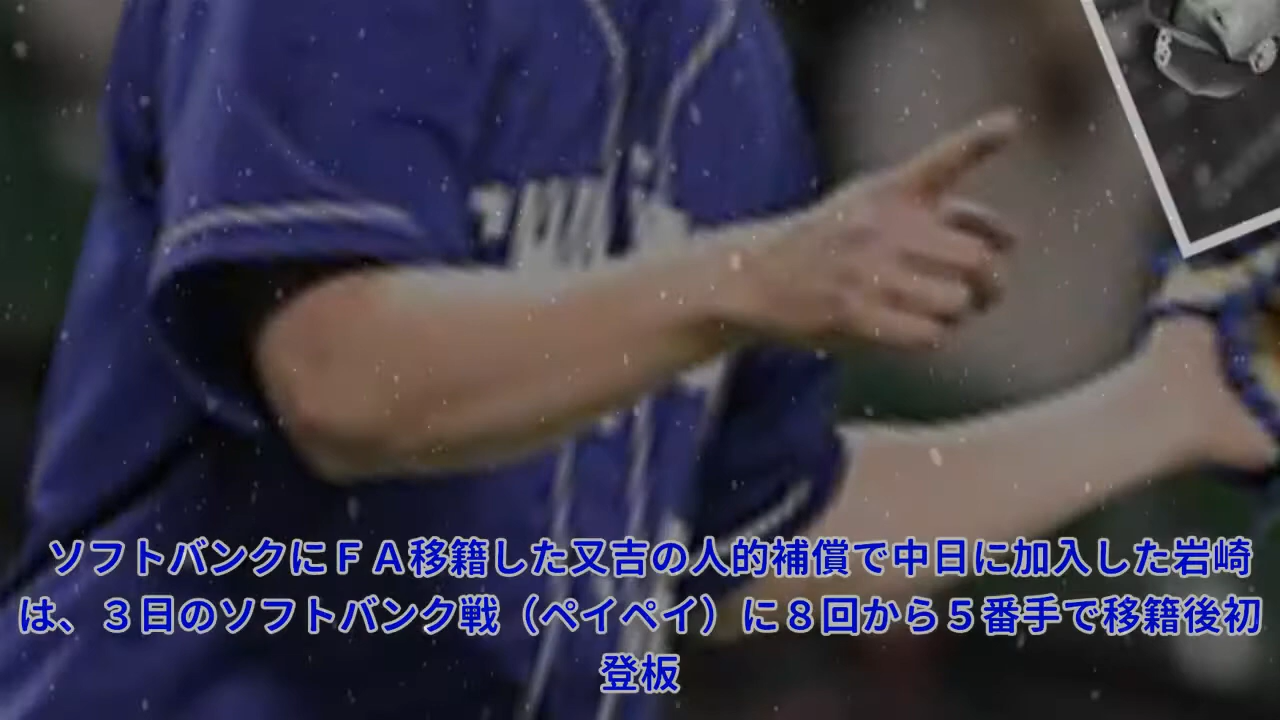 ソフトバンクにＦＡ移籍した又吉の人的補償で中日に加入した岩崎
は、３日のソフトバンク戦（ペイペイ）に８回から５番手で移籍後初
登板